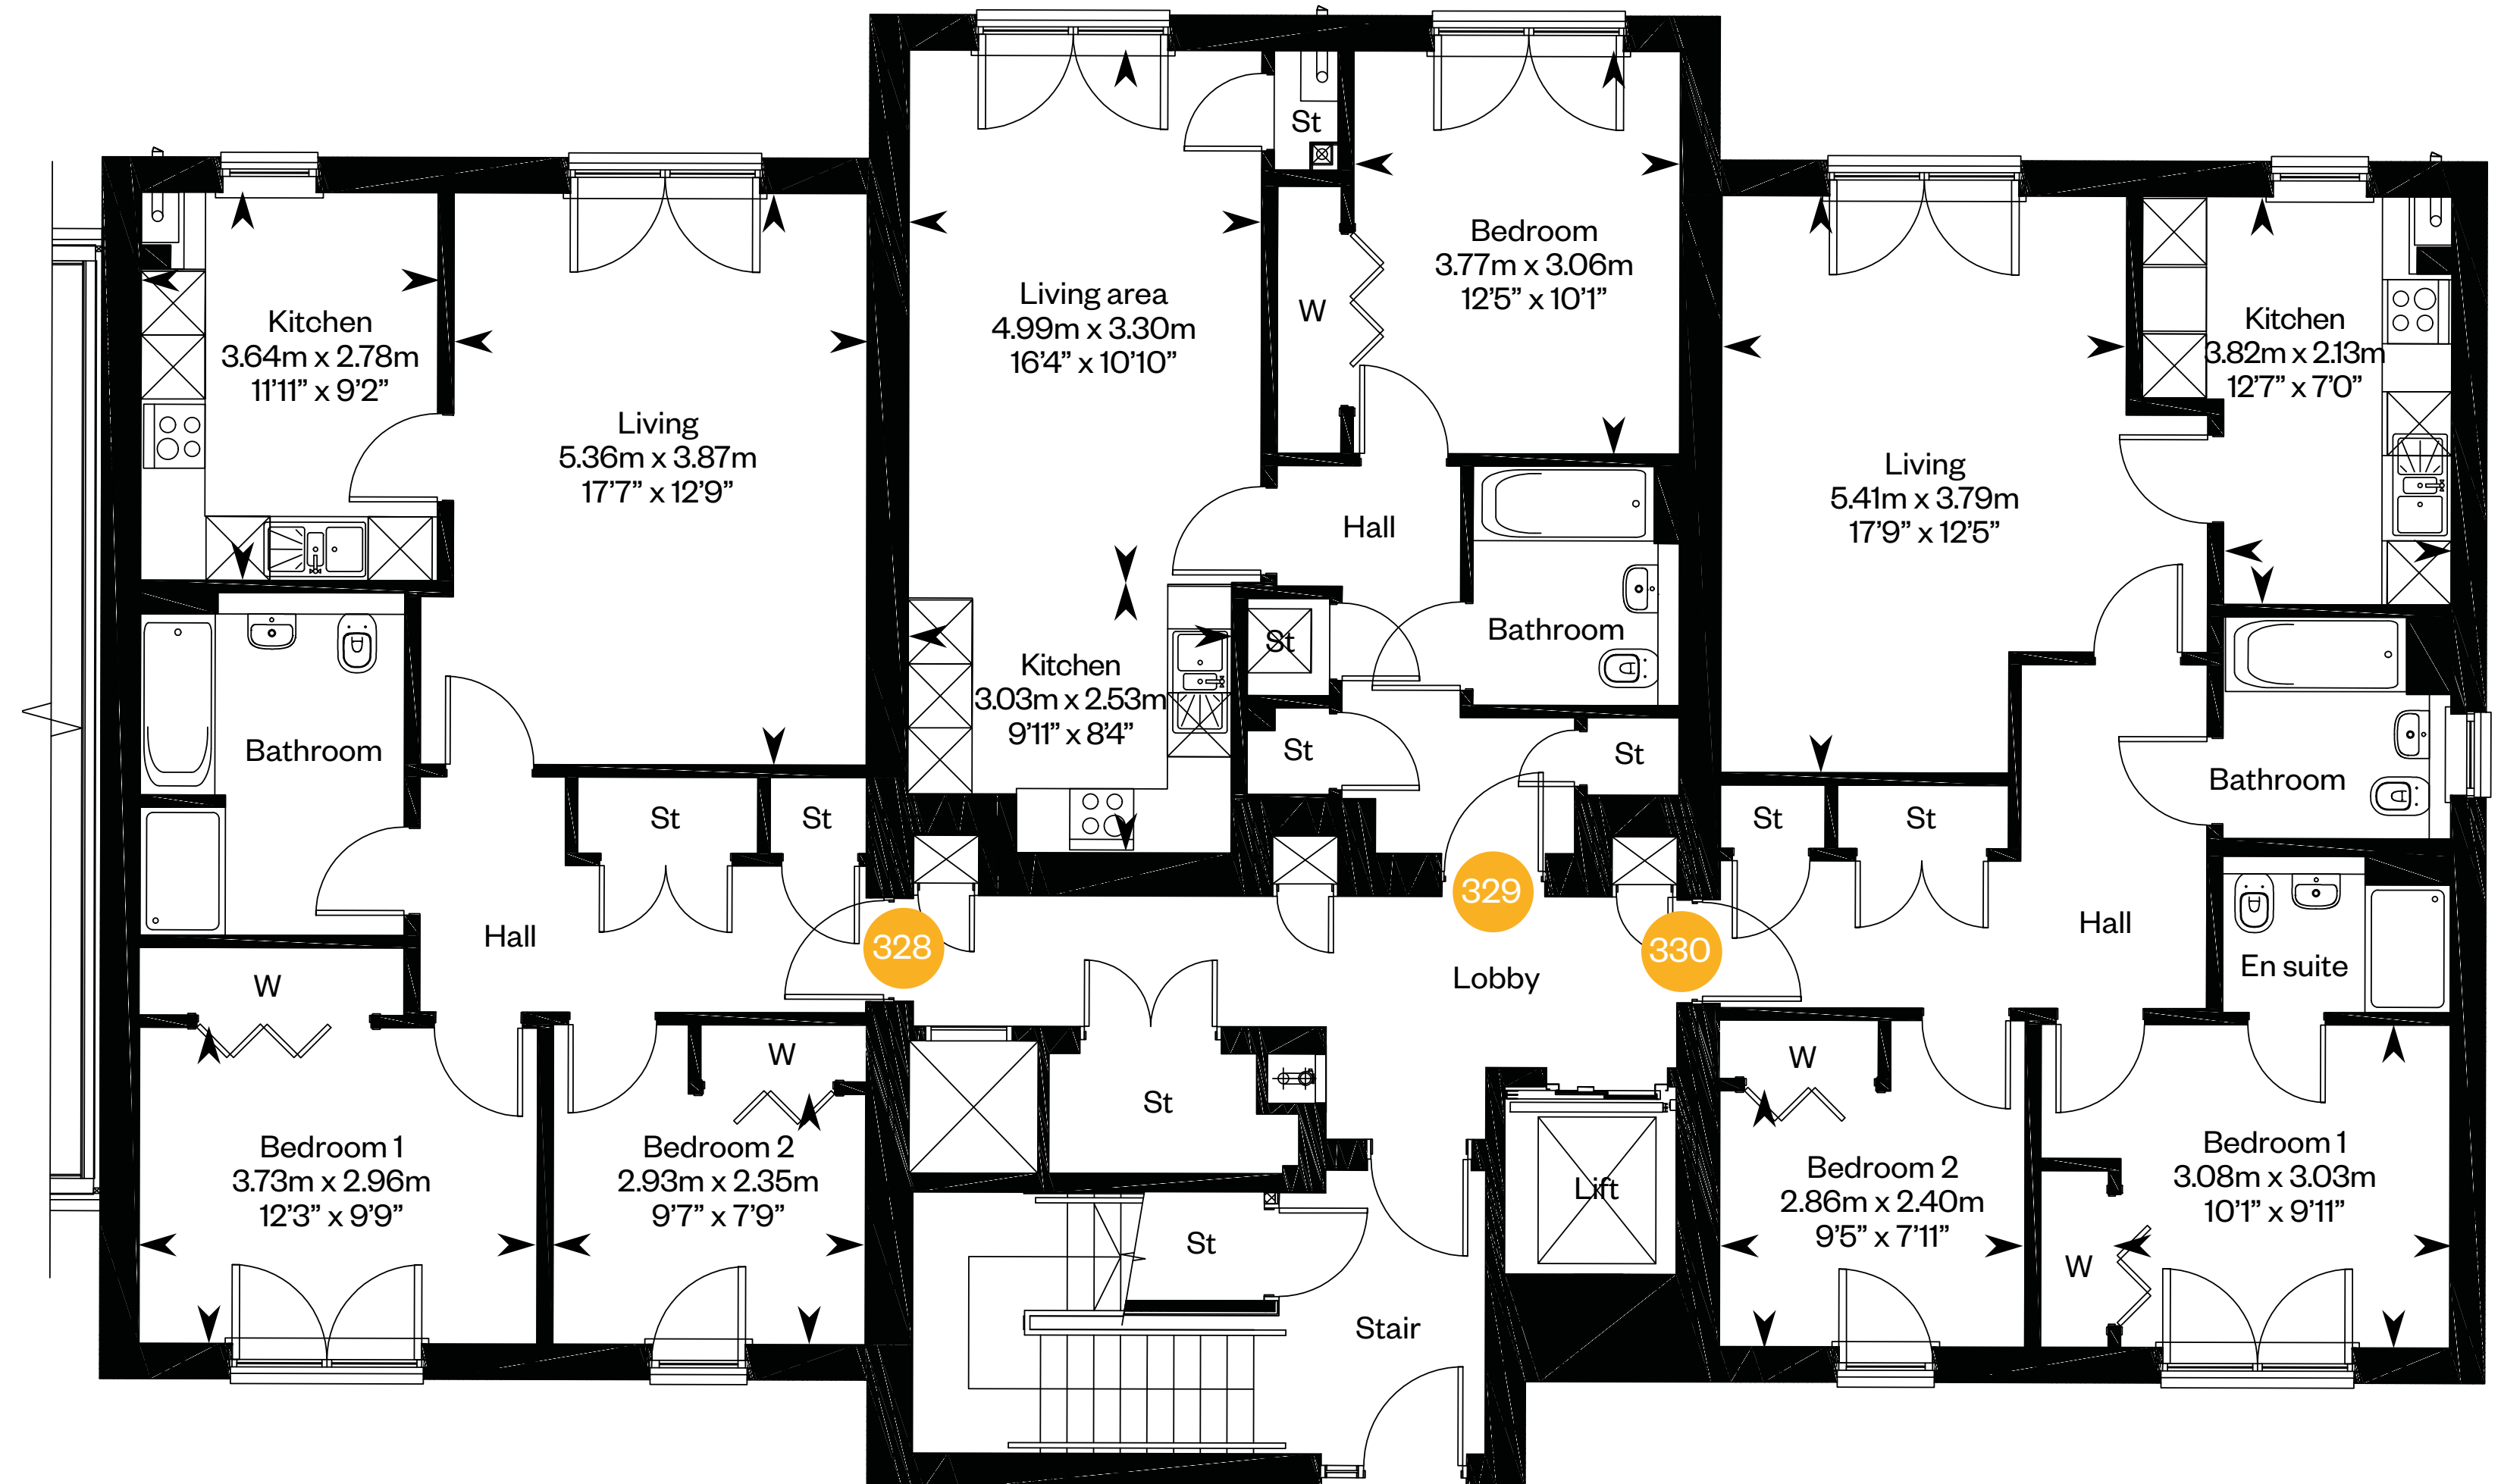 Kitchen
3.64m x 2.78m
11’11” x 9’2”
Living
5.36m x 3.87m
17’7” x 12’9”
Bathroom
Hall
St
St
W
Bedroom 1
3.73m x 2.96m
12’3” x 9’9”
W
Bedroom 2
2.93m x 2.35m
9’7” x 7’9”
328
Living area
4.99m x 3.30m
16’4” x 10’10”
St
W
Bedroom
3.77m x 3.06m
12’5” x 10’1”
Hall
Bathroom
St
Kitchen
3.03m x 2.53m
9’11” x 8’4”
St
St
329
Lobby
St
St
Stair
Lift
330
Living
5.41m x 3.79m
17’9” x 12’5”
Kitchen
3.82m x 2.13m
12’7” x 7’0”
Bathroom
St
St
Hall
En suite
W
Bedroom 2
2.86m x 2.40m
9’5” x 7’11”
Bedroom 1
3.08m x 3.03m
10’1” x 9’11”
W